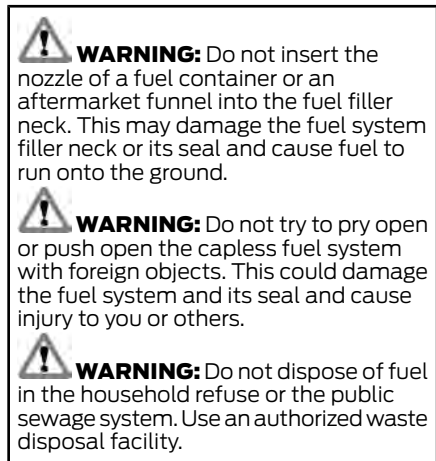 WARNING: Do not insert the
nozzle of a fuel container or an
aftermarket funnel into the fuel filler
neck. This may damage the fuel system
filler neck or its seal and cause fuel to
run onto the ground.
WARNING: Do not try to pry open
or push open the capless fuel system
with foreign objects. This could damage
the fuel system and its seal and cause
injury to you or others.
WARNING: Do not dispose of fuel
in the household refuse or the public
sewage system. Use an authorized waste
disposal facility.